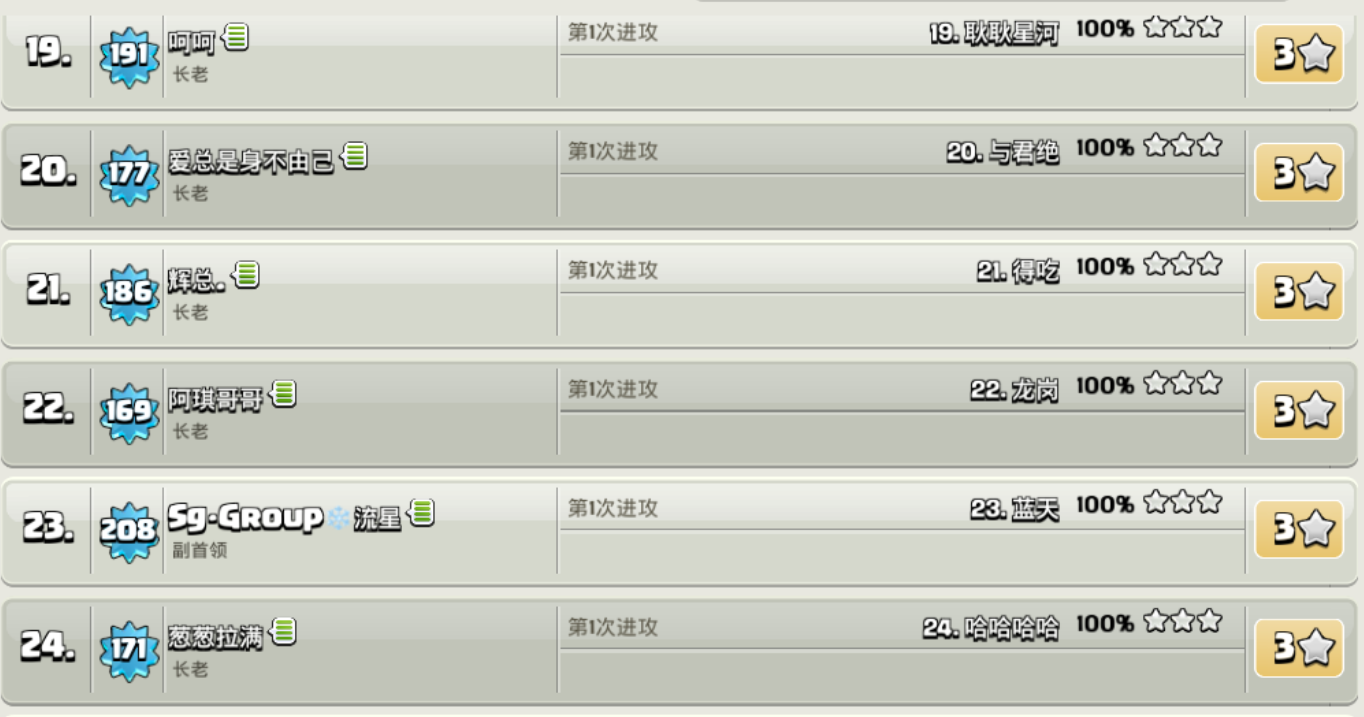 19. 191 呵呵 第1次进攻 19. 耿耿星河 100% 3
长老
20. 177 爱总是身不由己 第1次进攻 20. 与君绝 100% 3
长老
21. 186 辉总。 第1次进攻 21. 得吃 100% 3
长老
22. 169 阿琪哥哥 第1次进攻 22. 龙岗 100% 3
长老
23. 208 Sg-Group❄流星 第1次进攻 23. 蓝天 100% 3
副首领
24. 171 葱葱拉满 第1次进攻 24. 哈哈哈哈 100% 3
长老